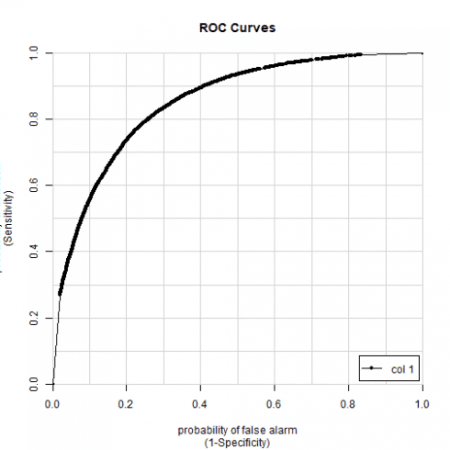 ROC Curves
1.0
0.8
0.6
0.4
0.2
0.0
(Sensitivity)
0.0 0.2 0.4 0.6 0.8 1.0
probability of false alarm
(1-Specificity)
col 1